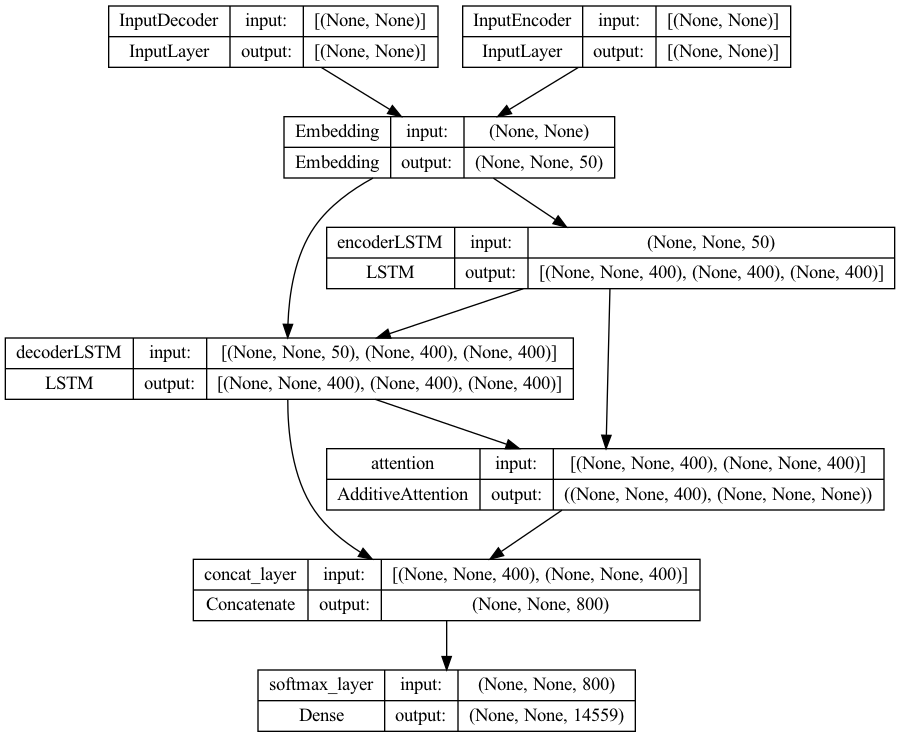 InputDecoder input: [(None, None)]
InputLayer output: [(None, None)]
InputEncoder input: [(None, None)]
InputLayer output: [(None, None)]
Embedding input: (None, None)
Embedding output: (None, None, 50)
encoderLSTM input: (None, None, 50)
LSTM output: [(None, None, 400), (None, 400), (None, 400)]
decoderLSTM input: [(None, None, 50), (None, 400), (None, 400)]
LSTM output: [(None, None, 400), (None, 400), (None, 400)]
attention input: [(None, None, 400), (None, None, 400)]
AdditiveAttention output: ((None, None, 400), (None, None, None))
concat_layer input: [(None, None, 400), (None, None, 400)]
Concatenate output: (None, None, 800)
softmax_layer input: (None, None, 800)
Dense output: (None, None, 14559)